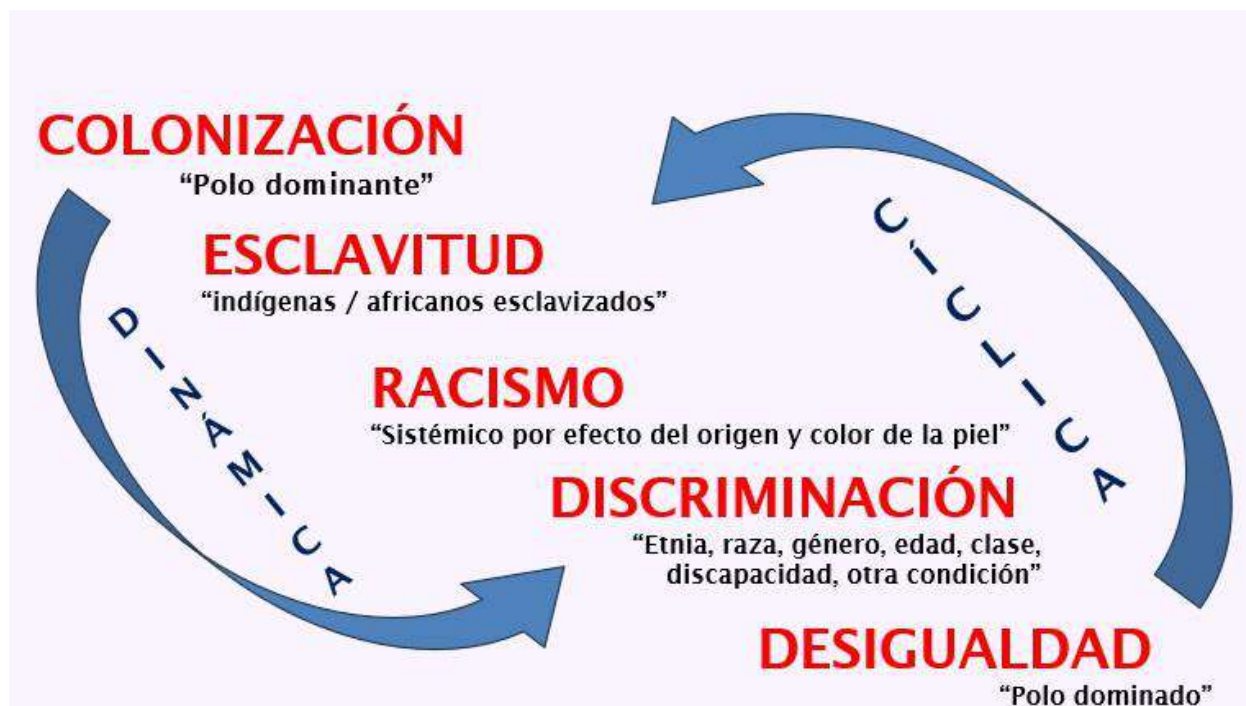 COLONIZACIÓN
“Polo dominante”
ESCLAVITUD
“indígenas / africanos esclavizados”
DINÁMICA
CÍCLICA
RACISMO
“Sistémico por efecto del origen y color de la piel”
DISCRIMINACIÓN
“Etnia, raza, género, edad, clase,
discapacidad, otra condición”
DESIGUALDAD
“Polo dominado”